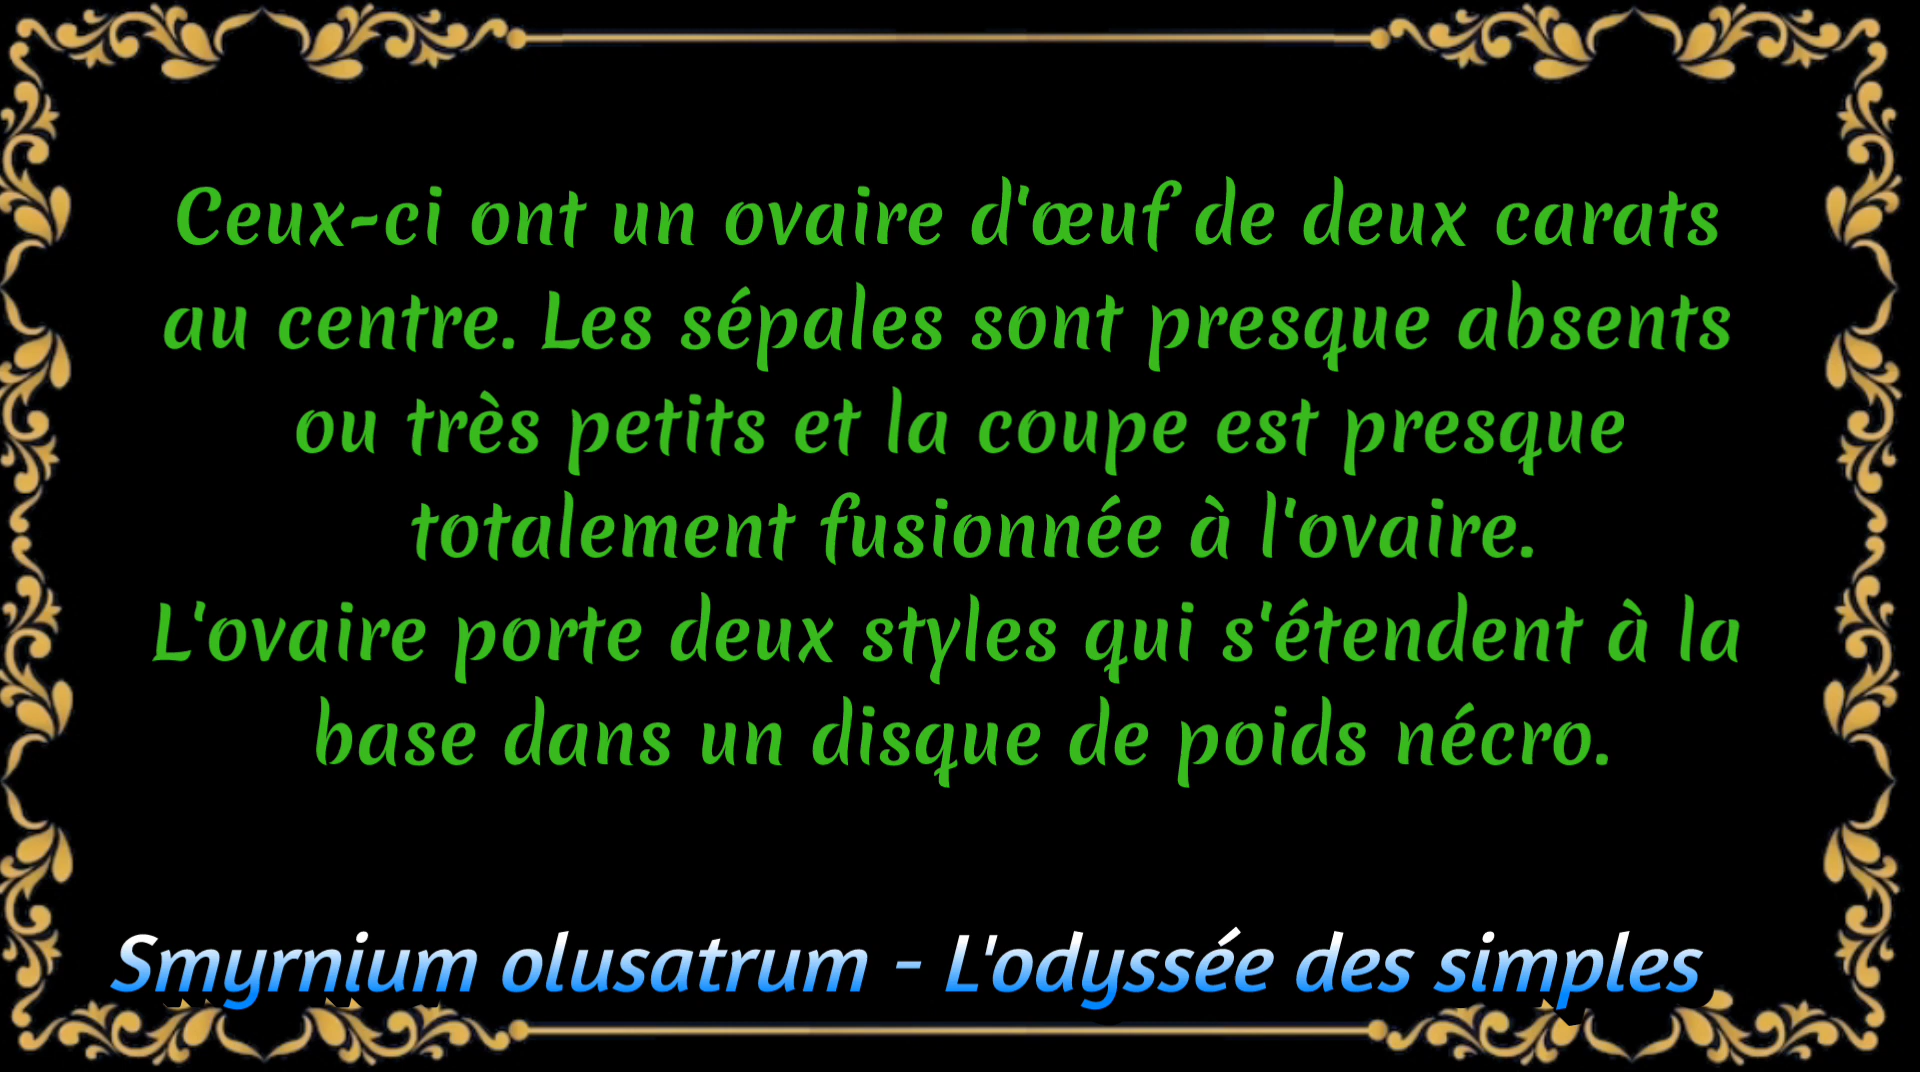 Ceux-ci ont un ovaire d'œuf de deux carats
au centre. Les sépales sont presque absents
ou très petits et la coupe est presque
totalement fusionnée à l'ovaire.
L'ovaire porte deux styles qui s'étendent à la
base dans un disque de poids nécro.
Smyrnium olusatrum - L'odyssée des simples